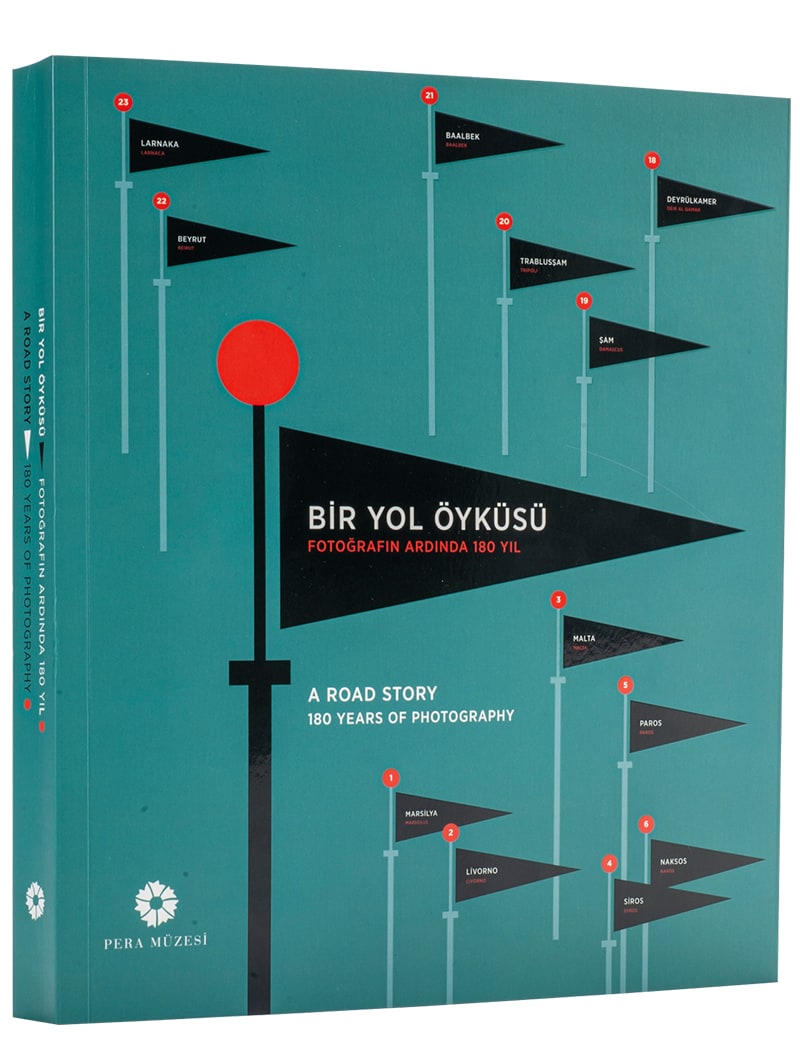 23
LARNAKA
LARNACA
22
BEYRUT
BEIRUT
21
BAALBEK
BAALBEK
18
DEYRÜLKAMER
DEIR AL QAMAR
20
TRABLUSŞAM
TRIPOLI
19
ŞAM
DAMASCUS
BİR YOL ÖYKÜSÜ
FOTOĞRAFIN ARDINDA 180 YIL
A ROAD STORY
180 YEARS OF PHOTOGRAPHY
3
MALTA
MALTA
5
PAROS
PAROS
1
MARSİLYA
MARSEILLE
2
LİVORNO
LIVORNO
6
NAKSOS
NAXOS
4
SİROS
SYROS
PERA MÜZESİ
BİR YOL ÖYKÜSÜ FOTOĞRAFIN ARDINDA 180 YIL
A ROAD STORY 180 YEARS OF PHOTOGRAPHY